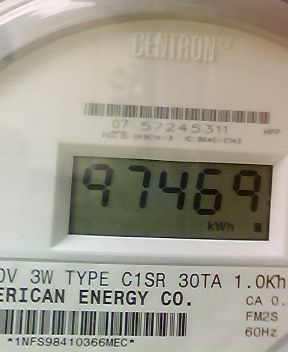 CENTRON
07 57245311
97469
kWh
0V 3W TYPE C1SR 30TA 1.0Kh
ERICAN ENERGY CO.
CA 0.
FM2S
60Hz
*1NFS98410366MEC*